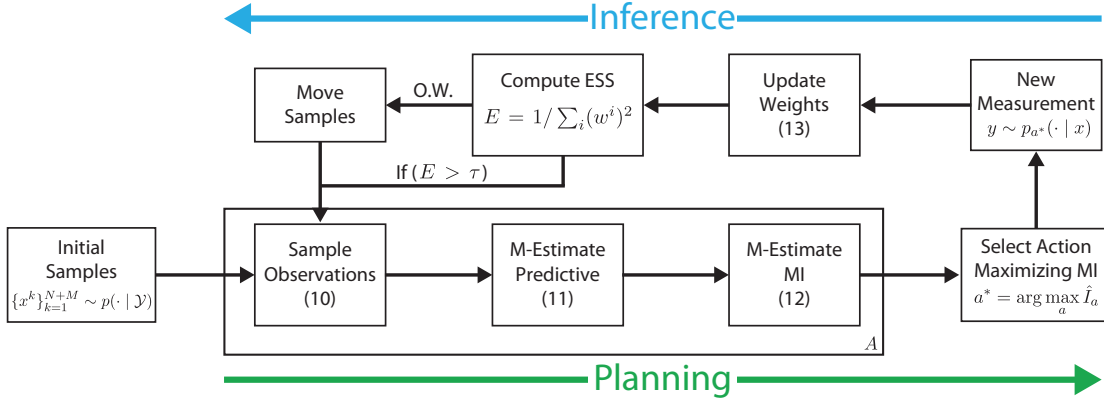 Inference
Move
Samples
O.W.
Compute ESS
E = 1/∑_i(w^i)^2
Update
Weights
(13)
New
Measurement
y ∼ p_{a*}(· | x)
If (E > τ)
Initial
Samples
{x^k}_{k=1}^{N+M} ∼ p(· | 𝒴)
Sample
Observations
(10)
M-Estimate
Predictive
(11)
M-Estimate
MI
(12)
Select Action
Maximizing MI
a* = arg max_a Î_a
A
Planning